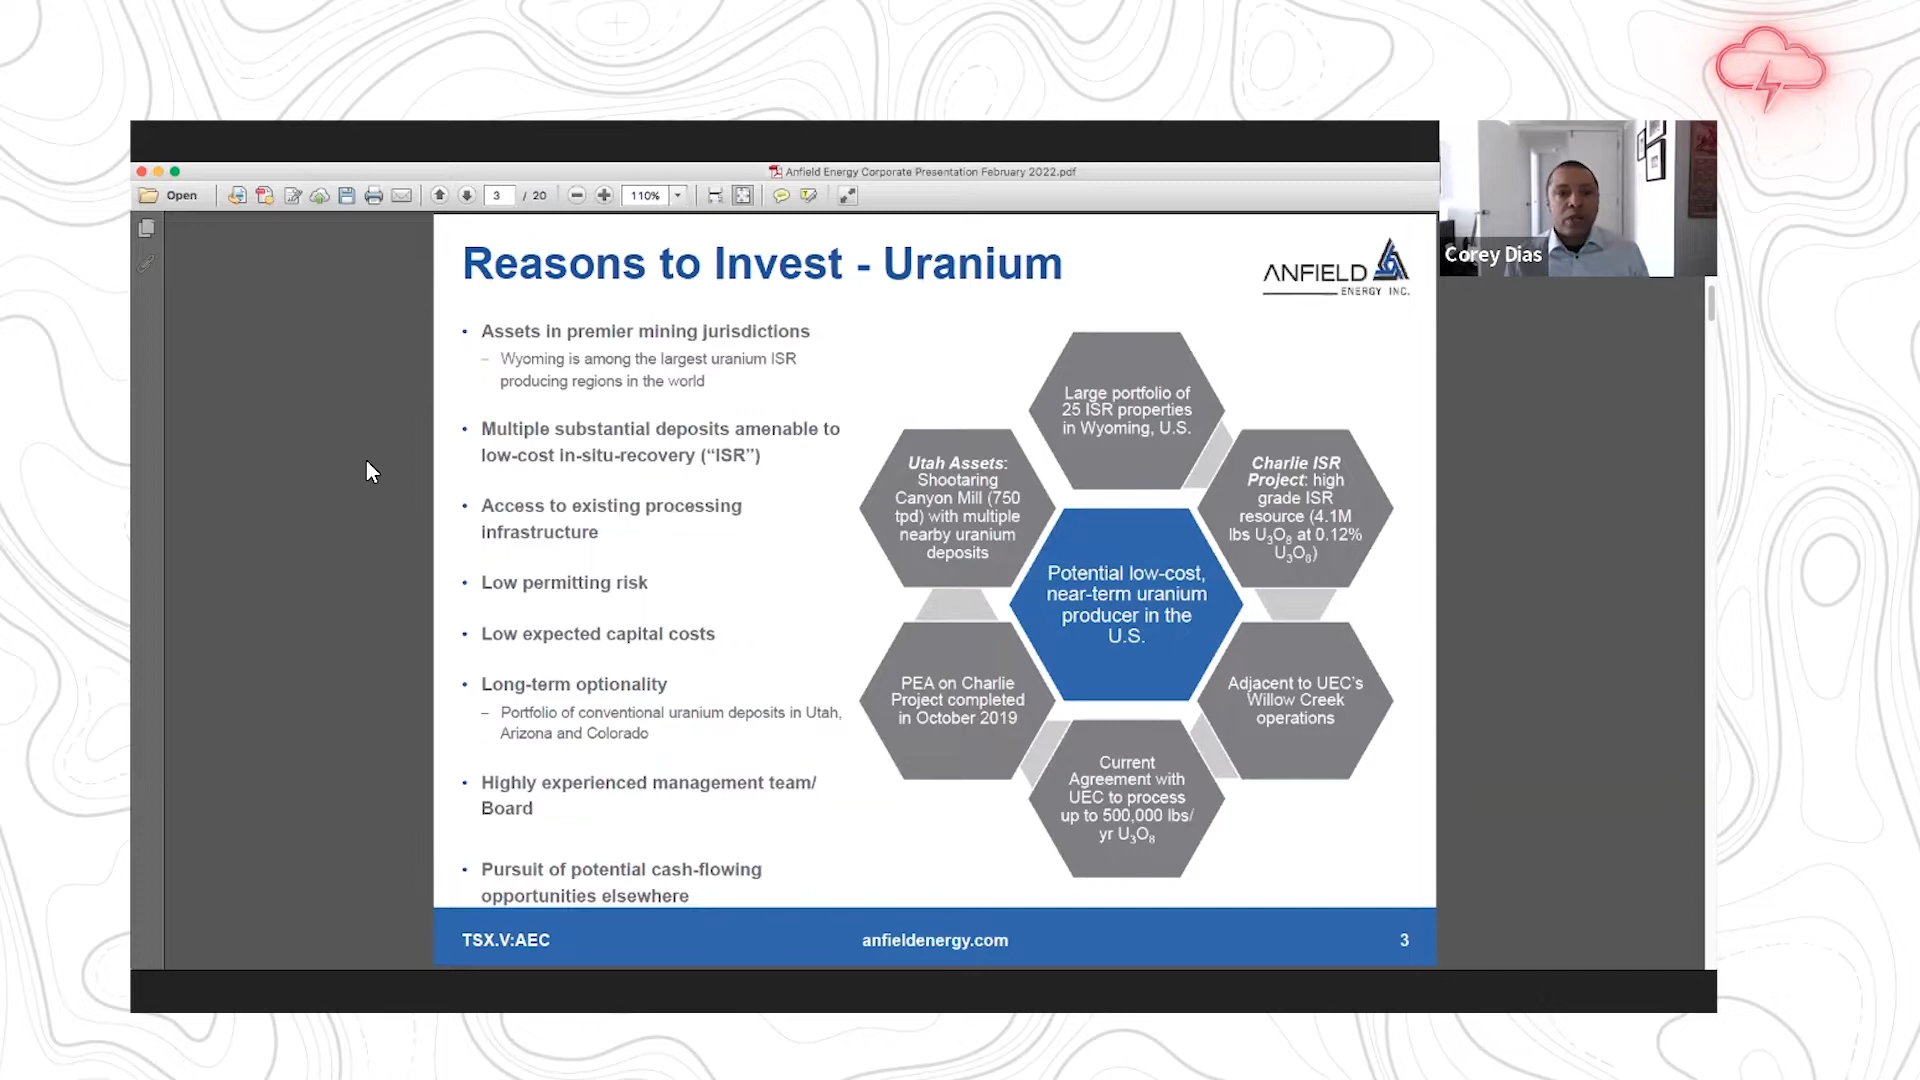 Anfield Energy Corporate Presentation February 2022.pdf
Open
3
/ 20
110%
Reasons to Invest - Uranium
ANFIELD
ENERGY INC.
Corey Dias
• Assets in premier mining jurisdictions
– Wyoming is among the largest uranium ISR
producing regions in the world
• Multiple substantial deposits amenable to
low-cost in-situ-recovery (“ISR”)
• Access to existing processing
infrastructure
• Low permitting risk
• Low expected capital costs
• Long-term optionality
– Portfolio of conventional uranium deposits in Utah,
Arizona and Colorado
• Highly experienced management team/
Board
• Pursuit of potential cash-flowing
opportunities elsewhere
Large portfolio of
25 ISR properties
in Wyoming, U.S.
Utah Assets:
Shootaring
Canyon Mill (750
tpd) with multiple
nearby uranium
deposits
Charlie ISR
Project: high
grade ISR
resource (4.1M
lbs U₃O₈ at 0.12%
U₃O₈)
Potential low-cost,
near-term uranium
producer in the
U.S.
PEA on Charlie
Project completed
in October 2019
Adjacent to UEC’s
Willow Creek
operations
Current
Agreement with
UEC to process
up to 500,000 lbs/
yr U₃O₈
TSX.V:AEC
anfieldenergy.com
3